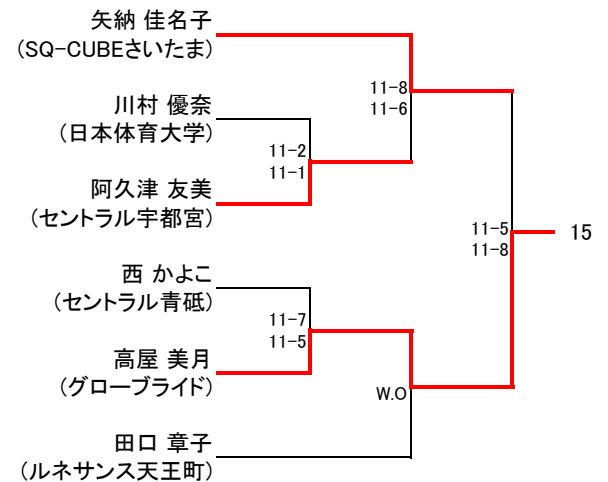 矢納 佳名子
(SQ-CUBEさいたま)
11-8
11-6
川村 優奈
(日本体育大学)
11-2
11-1
阿久津 友美
(セントラル宇都宮)
11-5
11-8
15
西 かよこ
(セントラル青砥)
11-7
11-5
高屋 美月
(グローブライド)
W.O
田口 章子
(ルネサンス天王町)